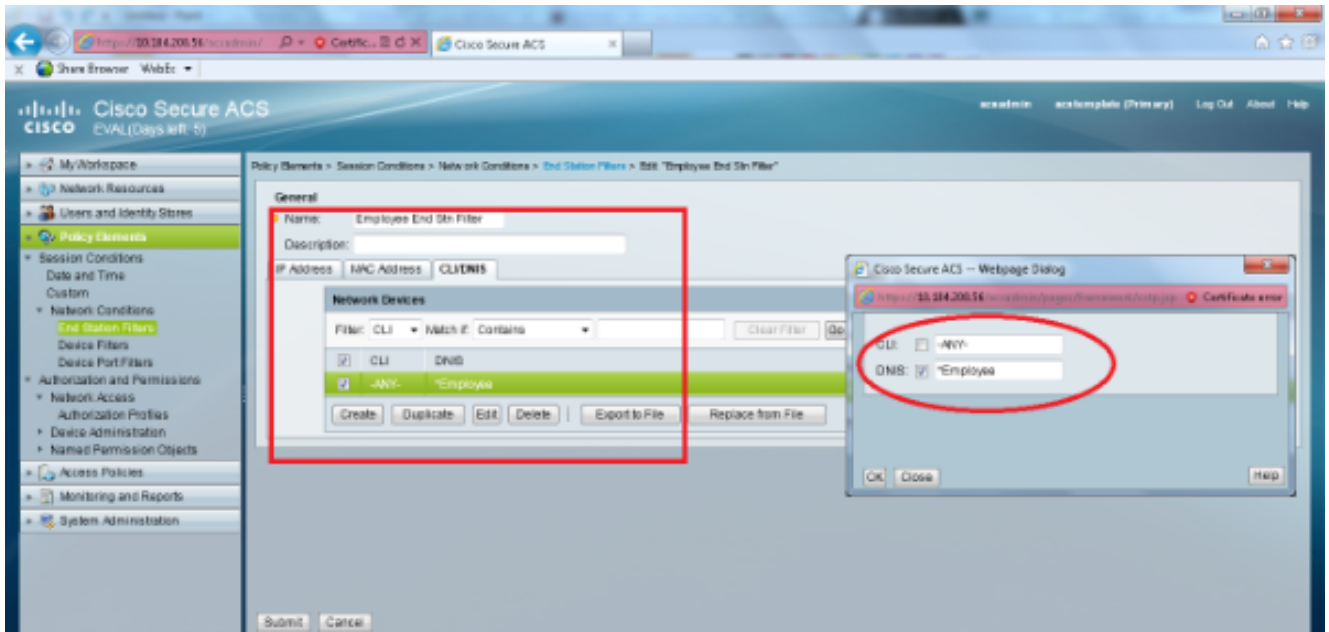 Certific...
Cisco Secure ACS
Share Browser WebEx
Cisco Secure ACS
CISCO EVAL(Days left: 5)
acsadmin acstemplate (Primary) Log Out About Help
My Workspace
Network Resources
Users and Identity Stores
Policy Elements
Session Conditions
Date and Time
Custom
Network Conditions
End Station Filters
Device Filters
Device Port Filters
Authorization and Permissions
Network Access
Authorization Profiles
Device Administration
Named Permission Objects
Access Policies
Monitoring and Reports
System Administration
Policy Elements > Session Conditions > Network Conditions > End Station Filters > Edit "Employee End Stn Filter"
General
Name: Employee End Stn Filter
Description:
IP Address MAC Address CLI/DNIS
Network Devices
Filter: CLI Match if: Contains Clear Filter Go
CLI DNIS
-ANY- *Employee
Create Duplicate Edit Delete | Export to File Replace from File
Submit Cancel
Cisco Secure ACS -- Webpage Dialog
Certificate error
CLI: -ANY-
DNIS: *Employee
OK Close Help